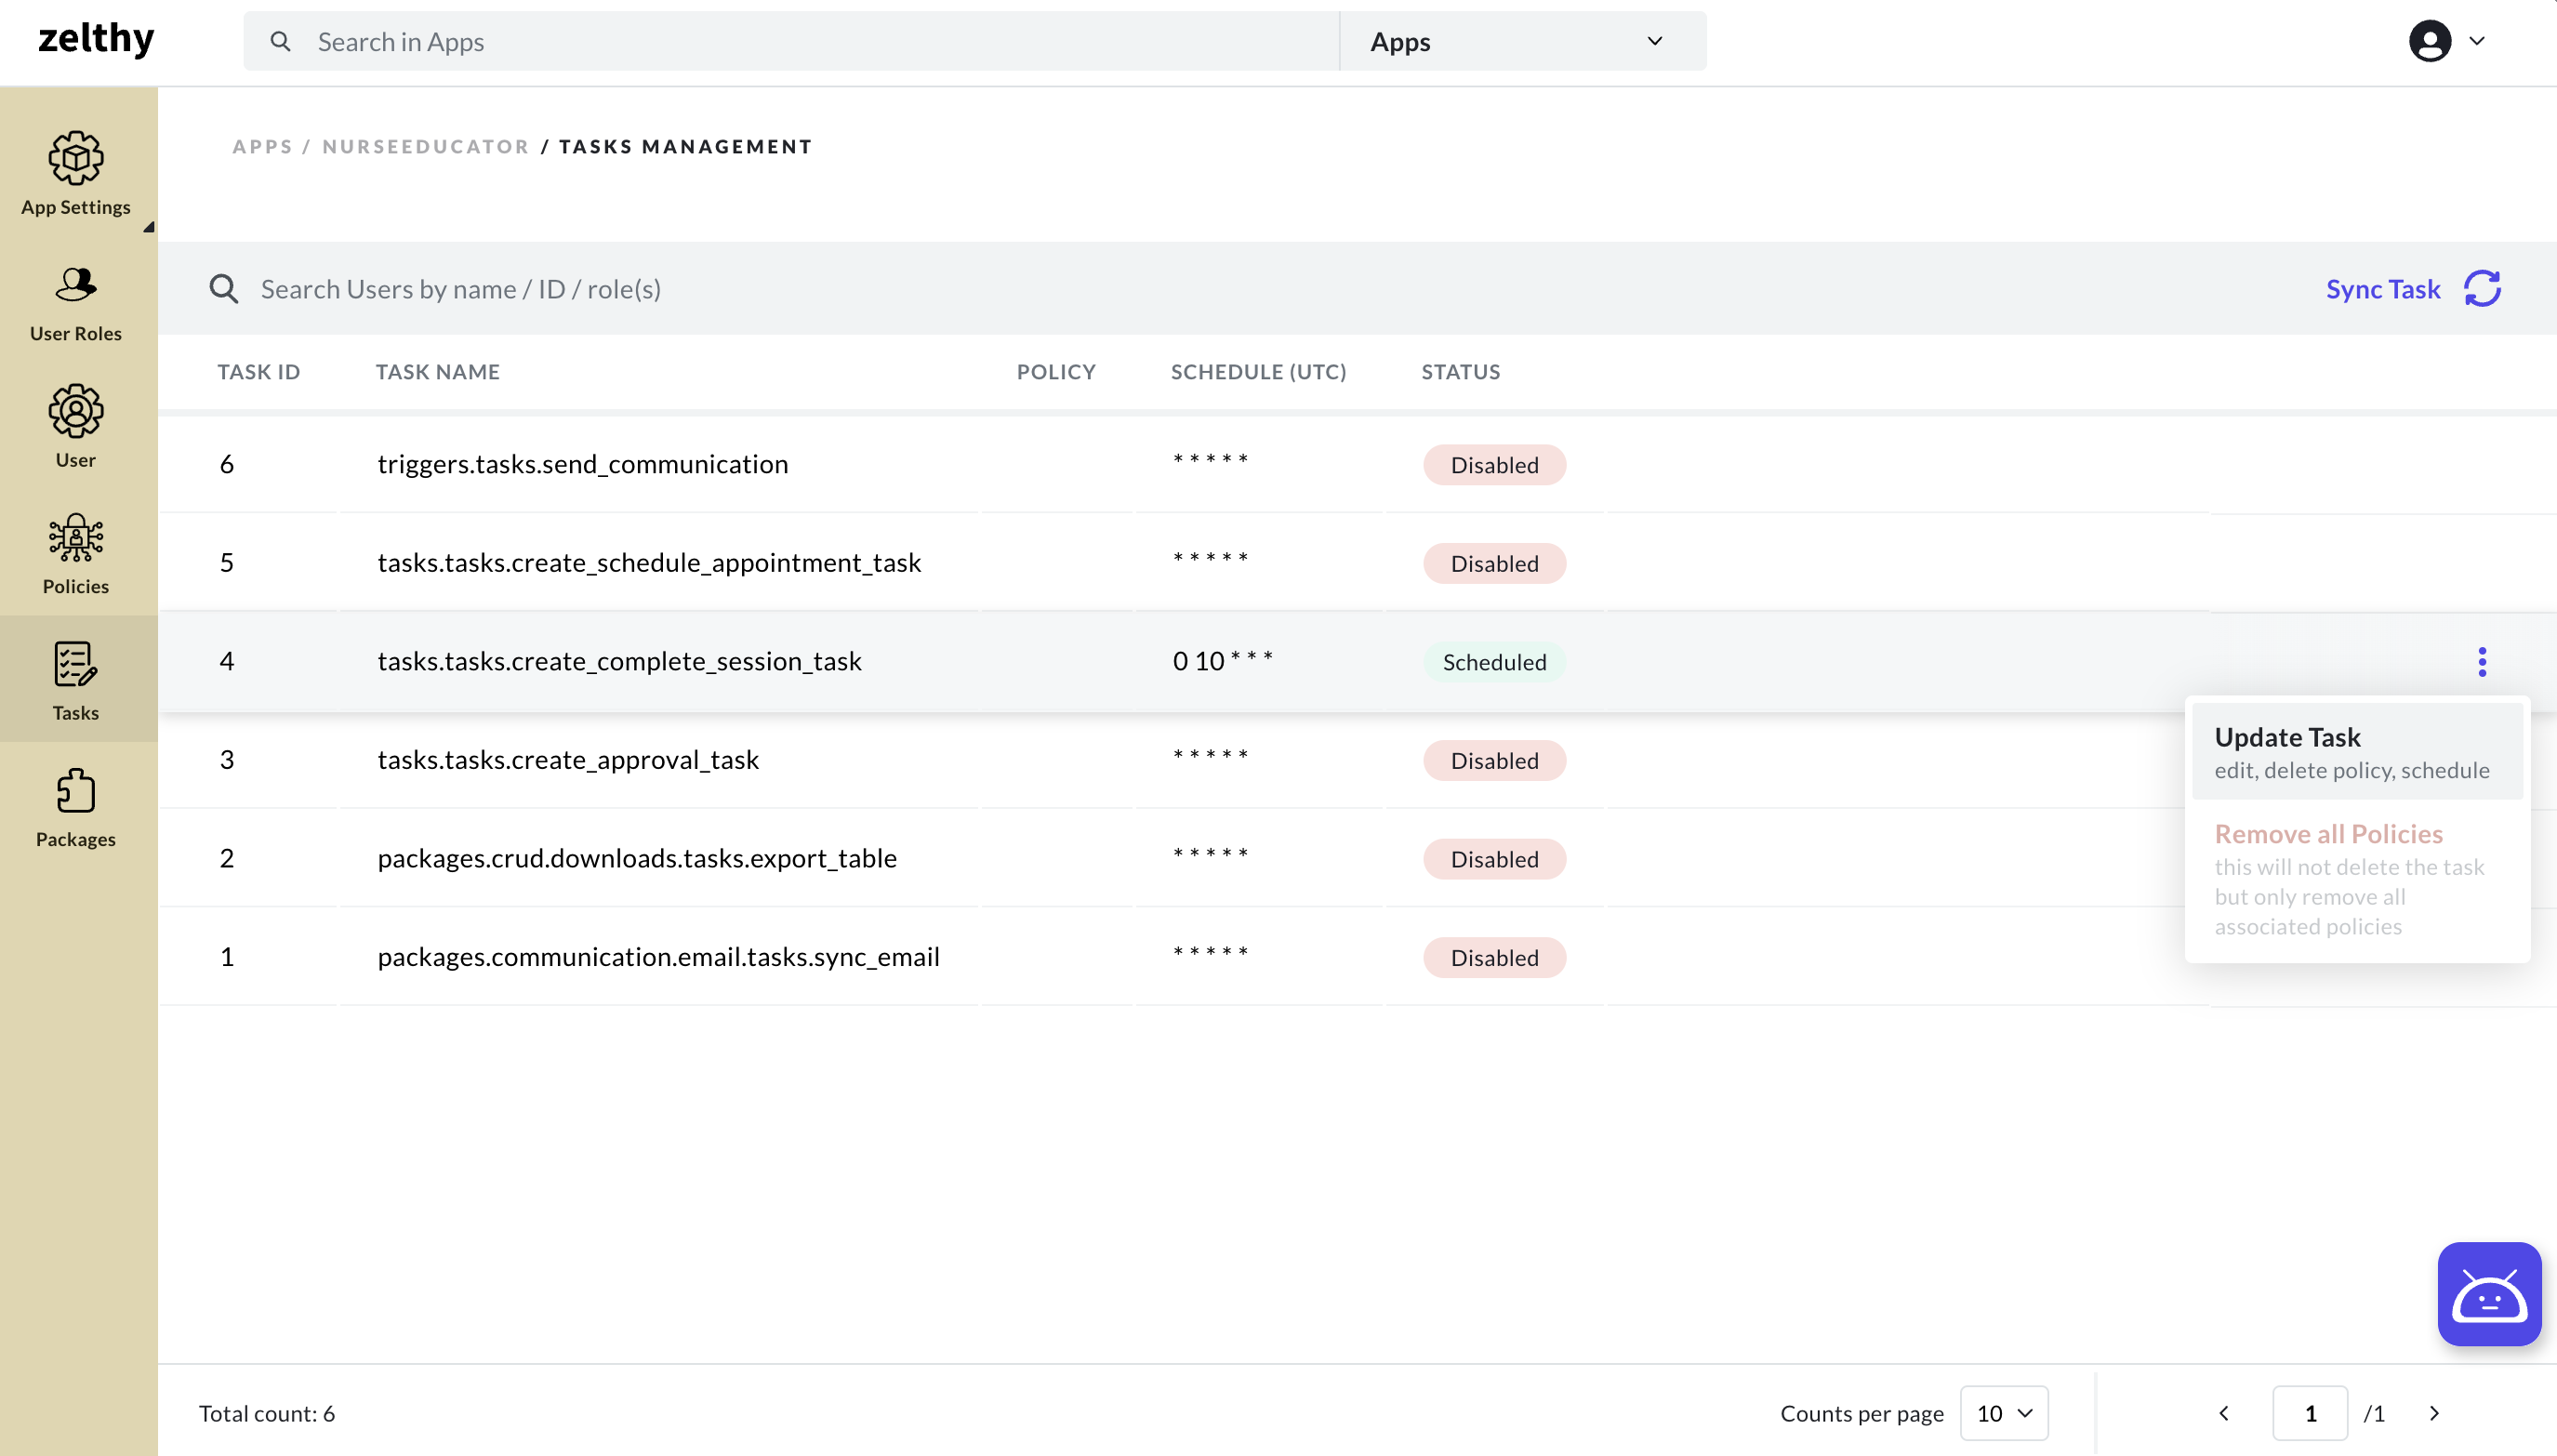 zelthy
Search in Apps
Apps
App Settings
User Roles
User
Policies
Tasks
Packages
APPS / NURSEEDUCATOR / TASKS MANAGEMENT
Search Users by name / ID / role(s)
Sync Task
TASK ID TASK NAME POLICY SCHEDULE (UTC) STATUS
6 triggers.tasks.send_communication * * * * * Disabled
5 tasks.tasks.create_schedule_appointment_task * * * * * Disabled
4 tasks.tasks.create_complete_session_task 0 10 * * * Scheduled
3 tasks.tasks.create_approval_task * * * * * Disabled
2 packages.crud.downloads.tasks.export_table * * * * * Disabled
1 packages.communication.email.tasks.sync_email * * * * * Disabled
Update Task
edit, delete policy, schedule
Remove all Policies
this will not delete the task
but only remove all
associated policies
Total count: 6
Counts per page 10
1 /1